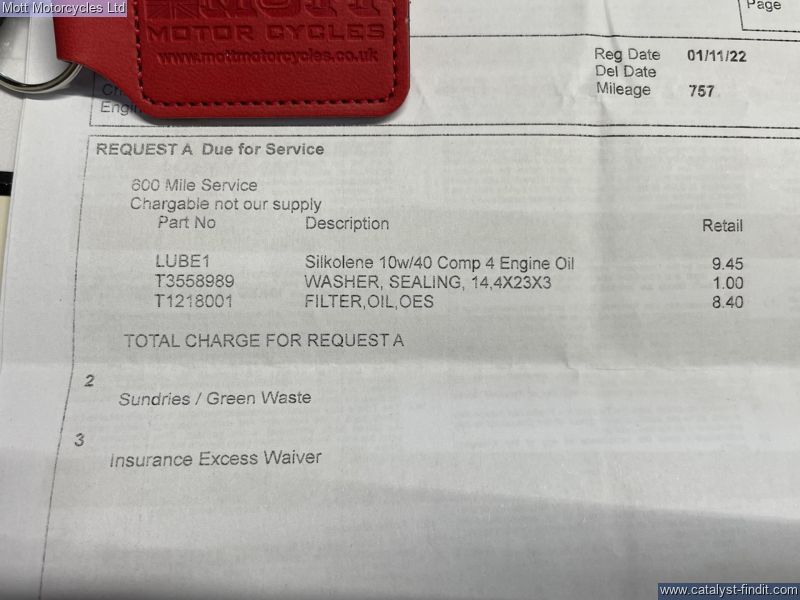 Mott Motorcycles Ltd
MOTT
MOTOR CYCLES
www.mottmotorcycles.co.uk
Page
Reg Date 01/11/22
Del Date
Mileage 757
REQUEST A Due for Service
600 Mile Service
Chargable not our supply
Part No Description Retail
LUBE1 Silkolene 10w/40 Comp 4 Engine Oil 9.45
T3558989 WASHER, SEALING, 14,4X23X3 1.00
T1218001 FILTER,OIL,OES 8.40
TOTAL CHARGE FOR REQUEST A
2
Sundries / Green Waste
3
Insurance Excess Waiver
www.catalyst-findit.com